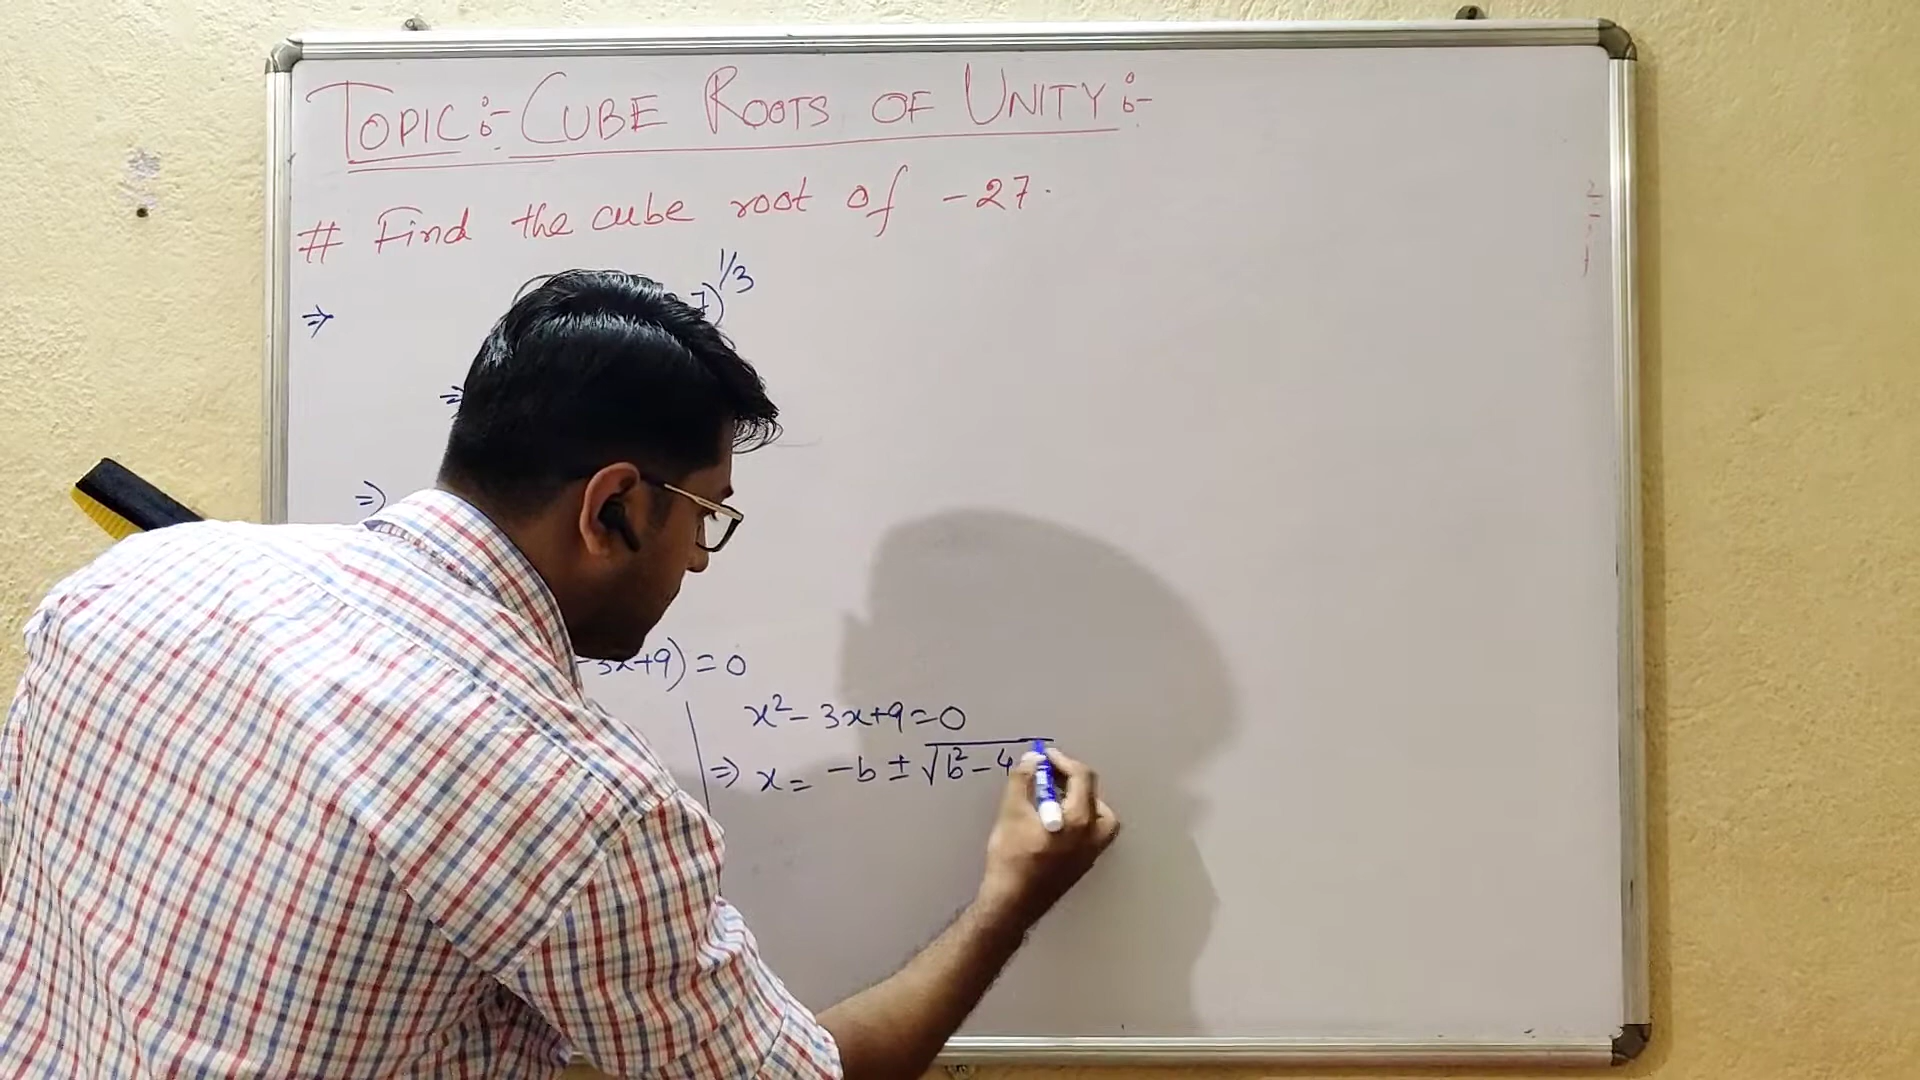 TOPIC:- CUBE ROOTS OF UNITY:-
# Find the cube root of -27.
⇒ 7)^1/3
⇒
⇒
-3x+9) = 0
x² - 3x+9=0
⇒ x = -b ± √b² - 4